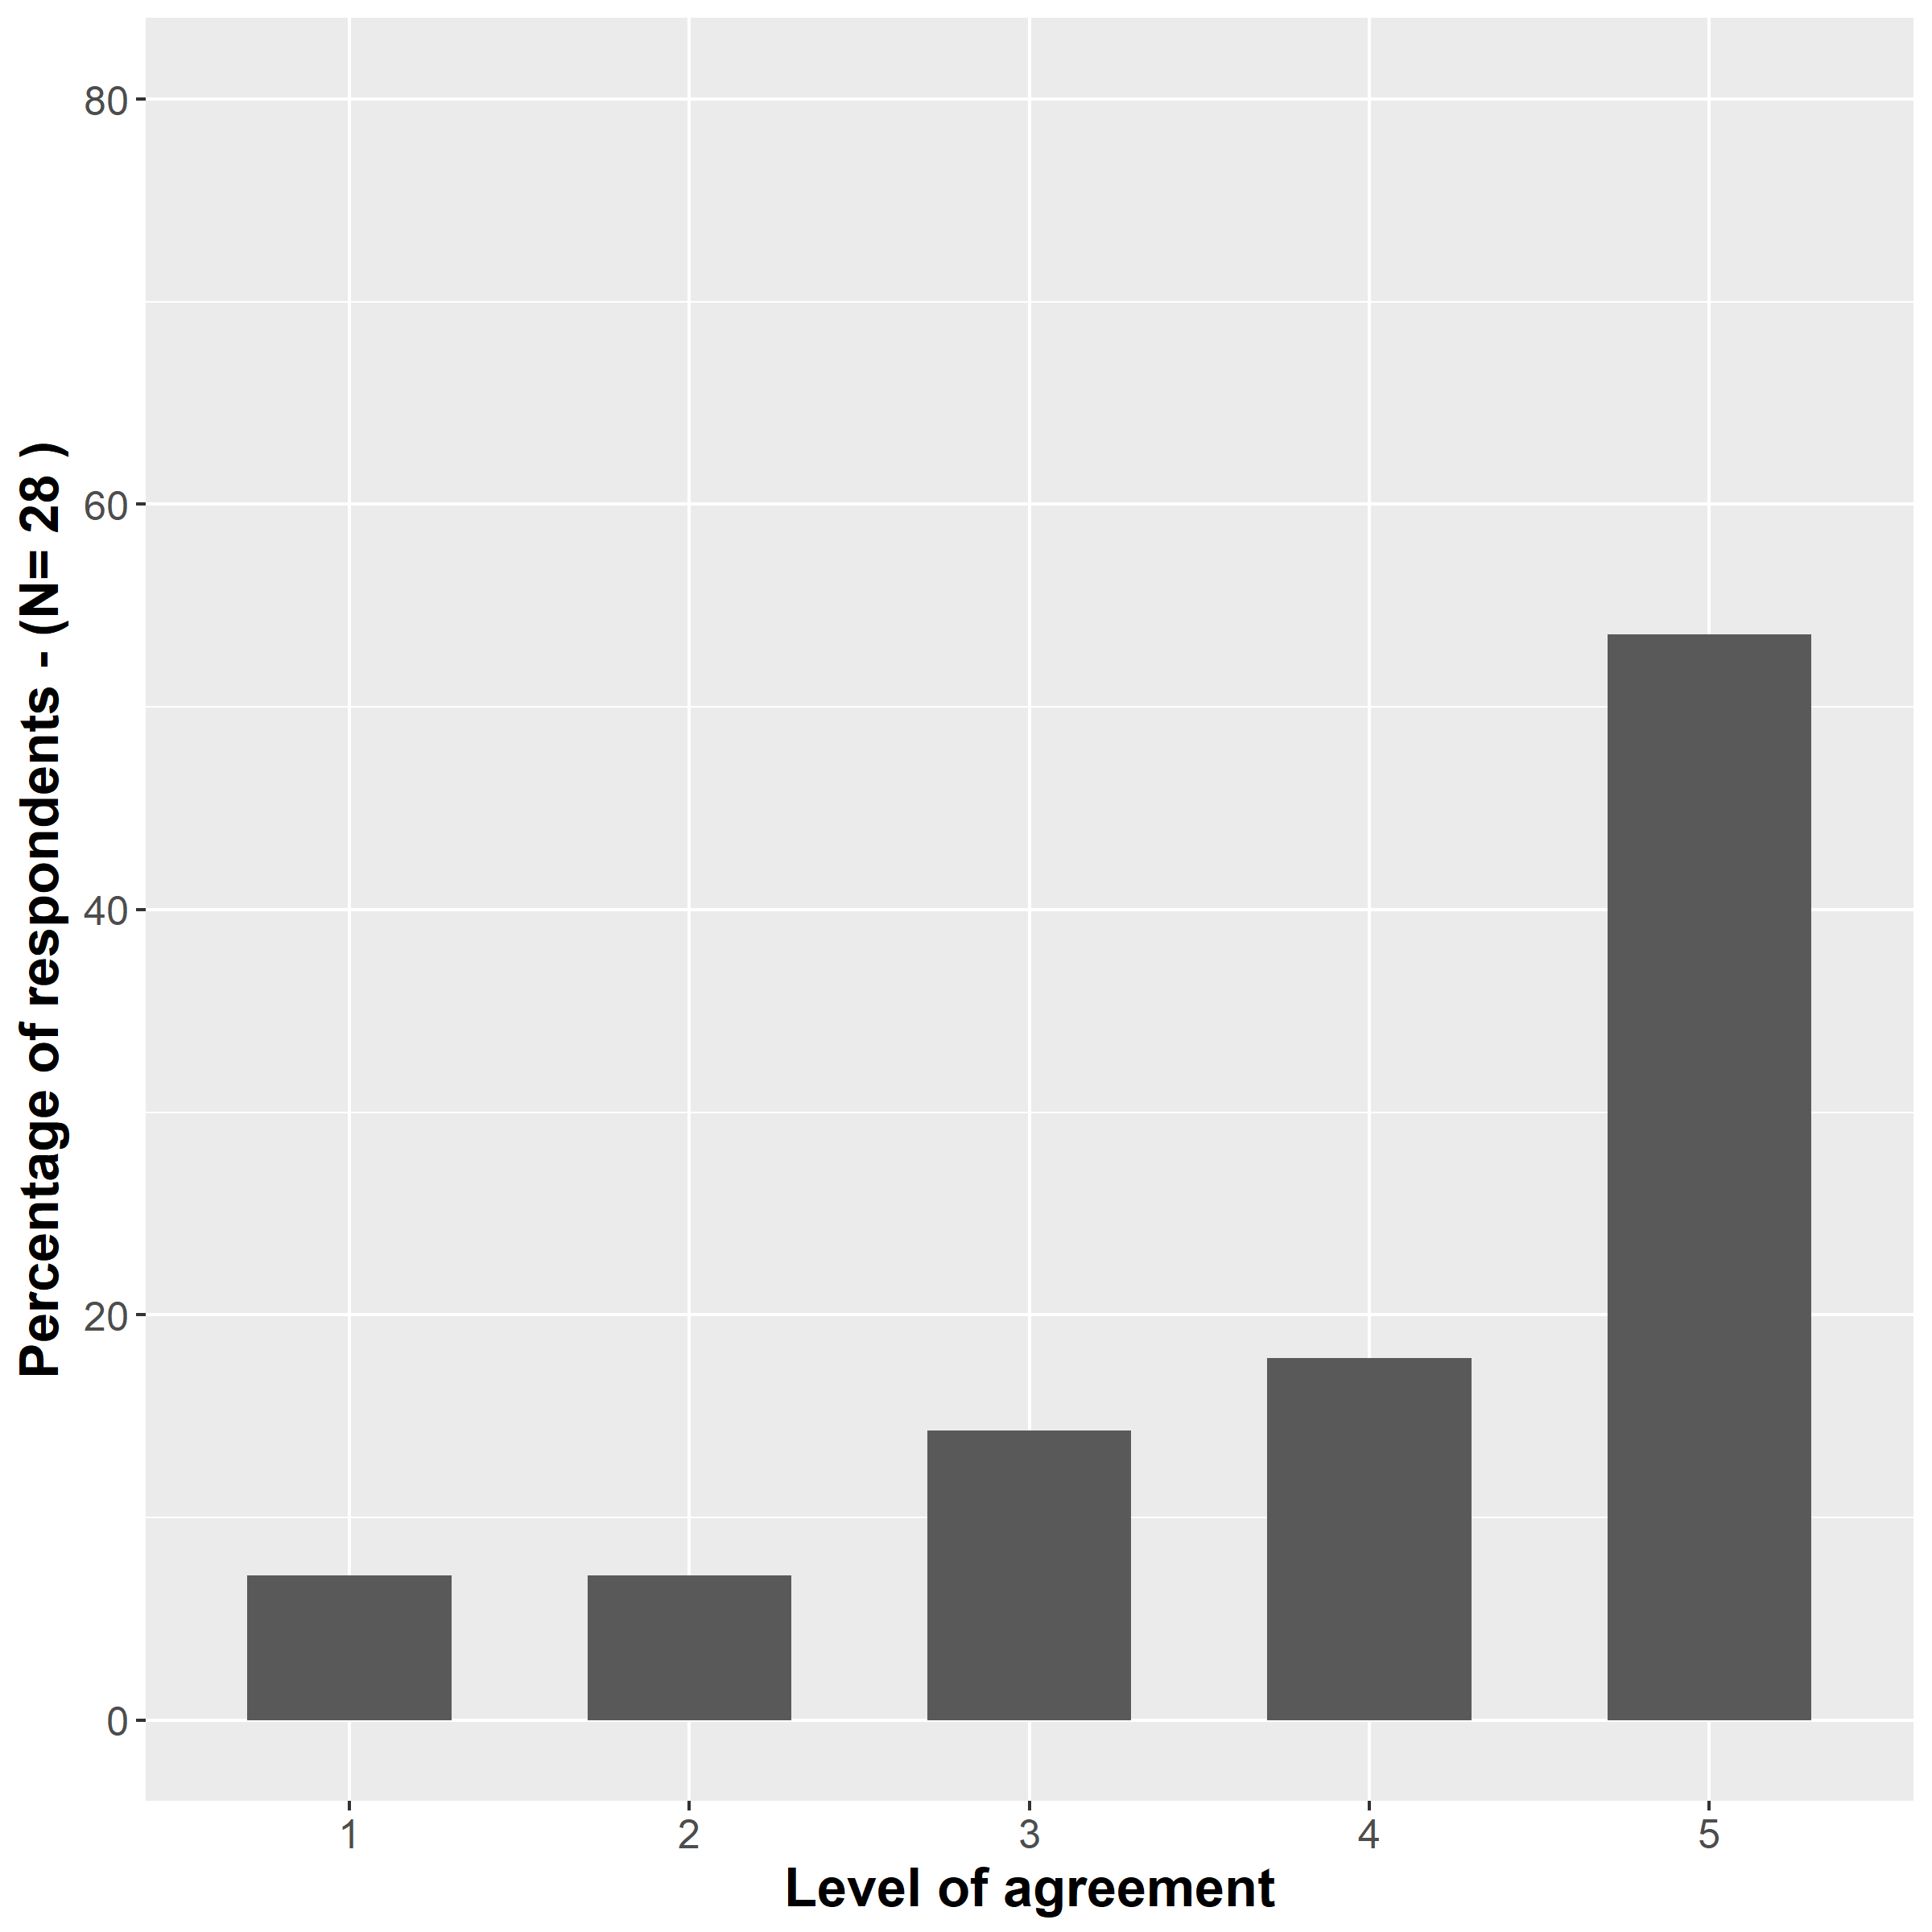 Percentage of respondents - (N= 28 )
80
60
40
20
0
1 2 3 4 5
Level of agreement